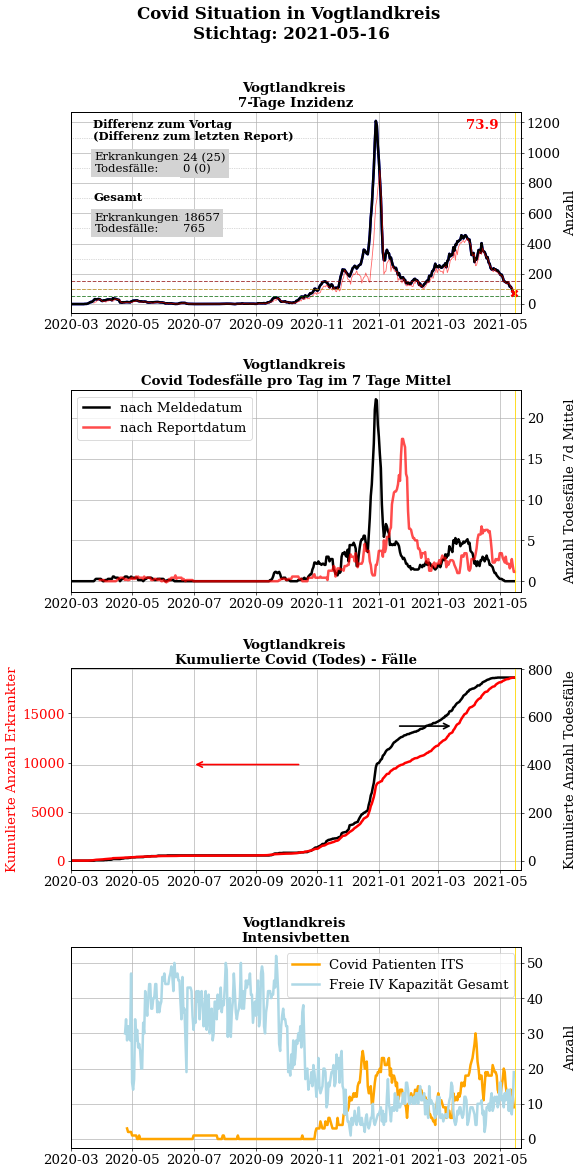 Covid Situation in Vogtlandkreis
Stichtag: 2021-05-16
Vogtlandkreis
7-Tage Inzidenz
Differenz zum Vortag
(Differenz zum letzten Report)
Erkrankungen 24 (25)
Todesfälle: 0 (0)
Gesamt
Erkrankungen 18657
Todesfälle: 765
73.9
1200
1000
800
600
400
200
0
Anzahl
2020-03 2020-05 2020-07 2020-09 2020-11 2021-01 2021-03 2021-05
Vogtlandkreis
Covid Todesfälle pro Tag im 7 Tage Mittel
nach Meldedatum
nach Reportdatum
20
15
10
5
0
Anzahl Todesfälle 7d Mittel
2020-03 2020-05 2020-07 2020-09 2020-11 2021-01 2021-03 2021-05
Vogtlandkreis
Kumulierte Covid (Todes) - Fälle
Kumulierte Anzahl Erkrankter
15000
10000
5000
0
800
600
400
200
0
Kumulierte Anzahl Todesfälle
2020-03 2020-05 2020-07 2020-09 2020-11 2021-01 2021-03 2021-05
Vogtlandkreis
Intensivbetten
Covid Patienten ITS
Freie IV Kapazität Gesamt
50
40
30
20
10
0
Anzahl
2020-03 2020-05 2020-07 2020-09 2020-11 2021-01 2021-03 2021-05